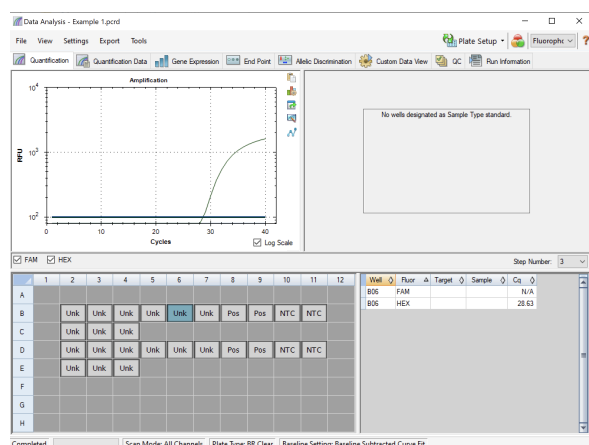 Data Analysis - Example 1.pcrd
File View Settings Export Tools Plate Setup Fluoropho ?
Quantification Quantification Data Gene Expression End Point Allelic Discrimination Custom Data View QC Run Information
Amplification
10^4
10^3
10^2
RFU
0 10 20 30 40
Cycles
Log Scale
No wells designated as Sample Type standard.
FAM HEX Step Number: 3
1 2 3 4 5 6 7 8 9 10 11 12
A
B Unk Unk Unk Unk Unk Unk Pos Pos NTC NTC
C Unk Unk Unk
D Unk Unk Unk Unk Unk Unk Pos Pos NTC NTC
E Unk Unk Unk
F
G
H
Well Fluor Target Sample Cq
B06 FAM N/A
B06 HEX 28.63
Completed Scan Mode: All Channels Plate Type: BR Clear Baseline Setting: Baseline Subtracted Curve Fit